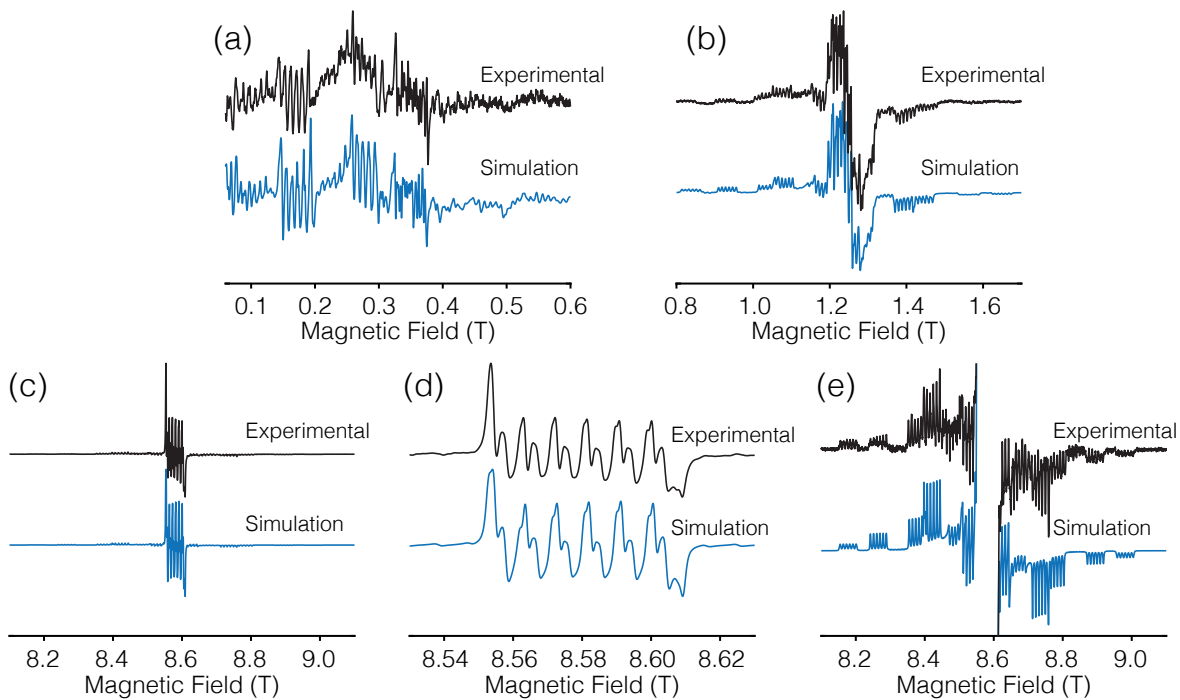 (a)
Experimental
Simulation
0.1 0.2 0.3 0.4 0.5 0.6
Magnetic Field (T)
(b)
Experimental
Simulation
0.8 1.0 1.2 1.4 1.6
Magnetic Field (T)
(c)
Experimental
Simulation
8.2 8.4 8.6 8.8 9.0
Magnetic Field (T)
(d)
Experimental
Simulation
8.54 8.56 8.58 8.60 8.62
Magnetic Field (T)
(e)
Experimental
Simulation
8.2 8.4 8.6 8.8 9.0
Magnetic Field (T)